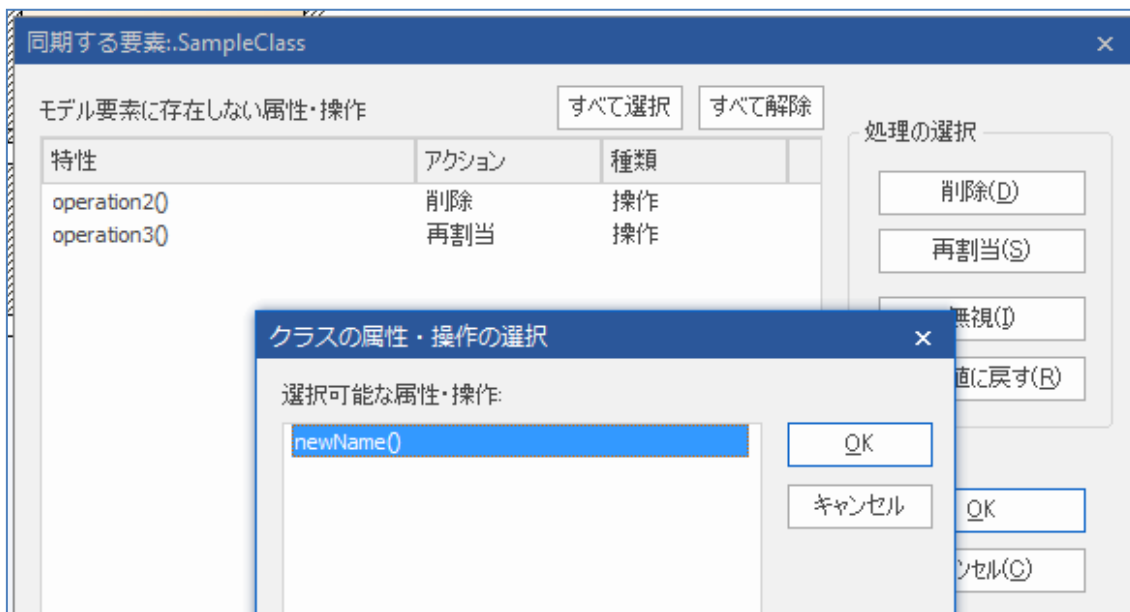 同期する要素:.SampleClass
モデル要素に存在しない属性・操作
すべて選択
すべて解除
処理の選択
特性 アクション 種類
operation2() 削除 操作
operation3() 再割当 操作
削除(D)
再割当(S)
無視(I)
値に戻す(R)
OK
ンセル(C)
クラスの属性・操作の選択
選択可能な属性・操作:
newName()
OK
キャンセル